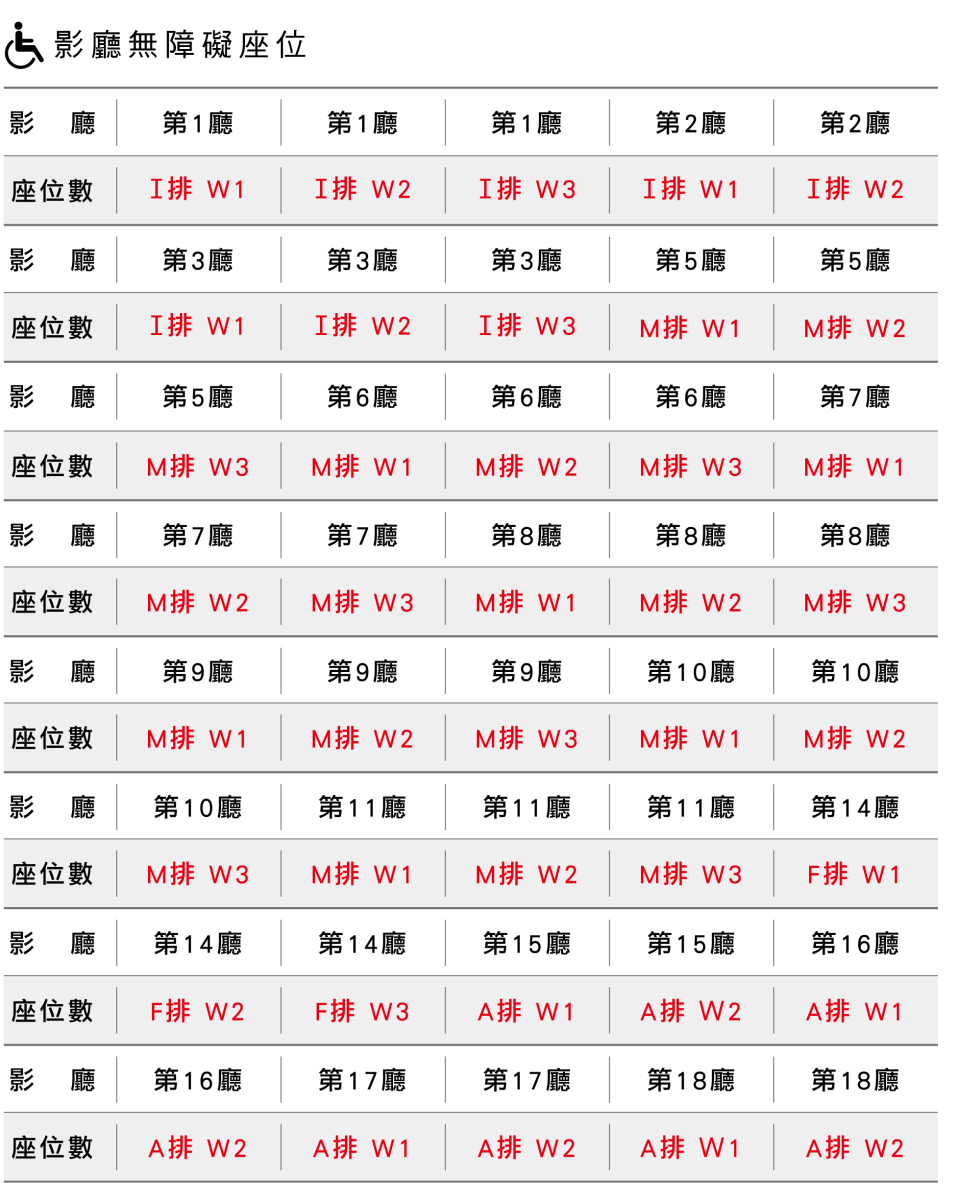 影廳無障礙座位
影 廳 第1廳 第1廳 第1廳 第2廳 第2廳
座位數 I排 W1 I排 W2 I排 W3 I排 W1 I排 W2
影 廳 第3廳 第3廳 第3廳 第5廳 第5廳
座位數 I排 W1 I排 W2 I排 W3 M排 W1 M排 W2
影 廳 第5廳 第6廳 第6廳 第6廳 第7廳
座位數 M排 W3 M排 W1 M排 W2 M排 W3 M排 W1
影 廳 第7廳 第7廳 第8廳 第8廳 第8廳
座位數 M排 W2 M排 W3 M排 W1 M排 W2 M排 W3
影 廳 第9廳 第9廳 第9廳 第10廳 第10廳
座位數 M排 W1 M排 W2 M排 W3 M排 W1 M排 W2
影 廳 第10廳 第11廳 第11廳 第11廳 第14廳
座位數 M排 W3 M排 W1 M排 W2 M排 W3 F排 W1
影 廳 第14廳 第14廳 第15廳 第15廳 第16廳
座位數 F排 W2 F排 W3 A排 W1 A排 W2 A排 W1
影 廳 第16廳 第17廳 第17廳 第18廳 第18廳
座位數 A排 W2 A排 W1 A排 W2 A排 W1 A排 W2